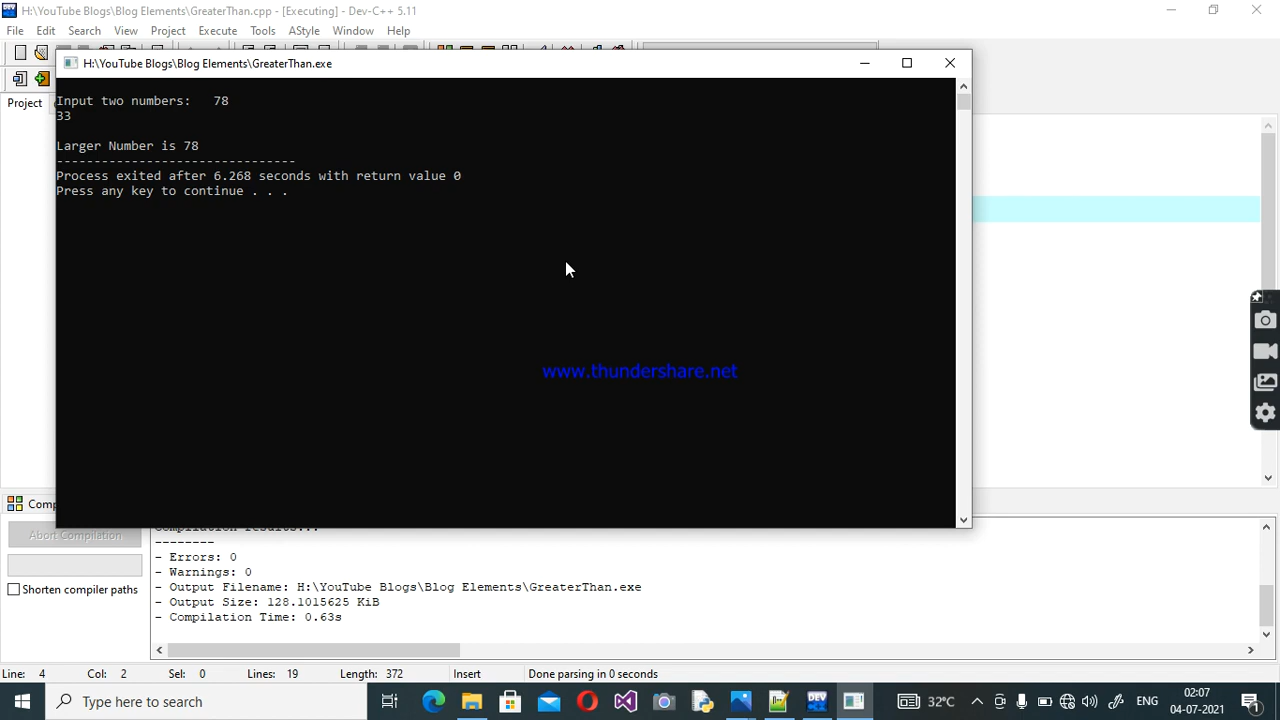 H:\YouTube Blogs\Blog Elements\GreaterThan.cpp - [Executing] - Dev-C++ 5.11
File Edit Search View Project Execute Tools AStyle Window Help
H:\YouTube Blogs\Blog Elements\GreaterThan.exe
Project
Input two numbers:   78
33
Larger Number is 78
--------------------------------
Process exited after 6.268 seconds with return value 0
Press any key to continue . . .
www.thundershare.net
Abort Compilation
Shorten compiler paths
Compilation results...
--------
- Errors: 0
- Warnings: 0
- Output Filename: H:\YouTube Blogs\Blog Elements\GreaterThan.exe
- Output Size: 128.1015625 KiB
- Compilation Time: 0.63s
Line: 4 Col: 2 Sel: 0 Lines: 19 Length: 372 Insert Done parsing in 0 seconds
Type here to search
DEV
32°C
ENG
02:07
04-07-2021
1